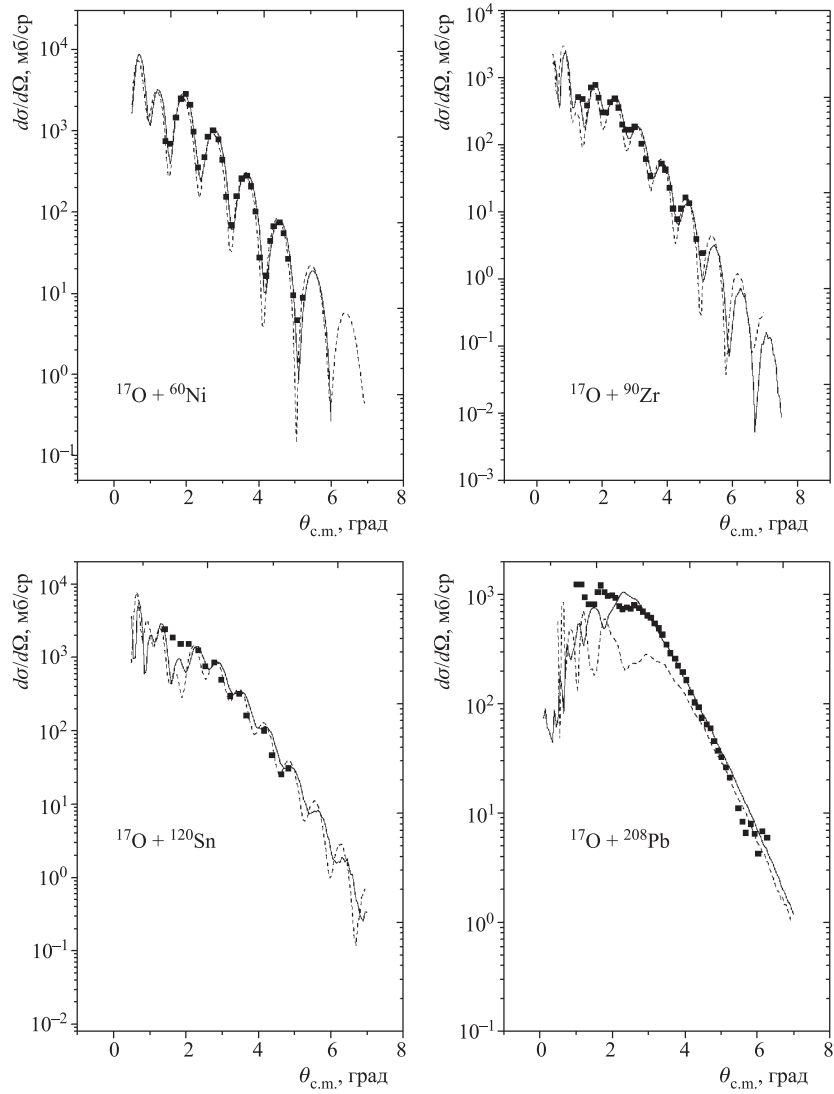 dσ/dΩ, мб/ср
10⁴
10³
10²
10¹
10⁰
10⁻¹
¹⁷O + ⁶⁰Ni
0 2 4 6 8
θc.m., град
dσ/dΩ, мб/ср
10⁴
10³
10²
10¹
10⁰
10⁻¹
10⁻²
10⁻³
¹⁷O + ⁹⁰Zr
0 2 4 6 8
θc.m., град
dσ/dΩ, мб/ср
10⁴
10³
10²
10¹
10⁰
10⁻¹
10⁻²
¹⁷O + ¹²⁰Sn
0 2 4 6 8
θc.m., град
dσ/dΩ, мб/ср
10³
10²
10¹
10⁰
10⁻¹
¹⁷O + ²⁰⁸Pb
0 2 4 6 8
θc.m., град